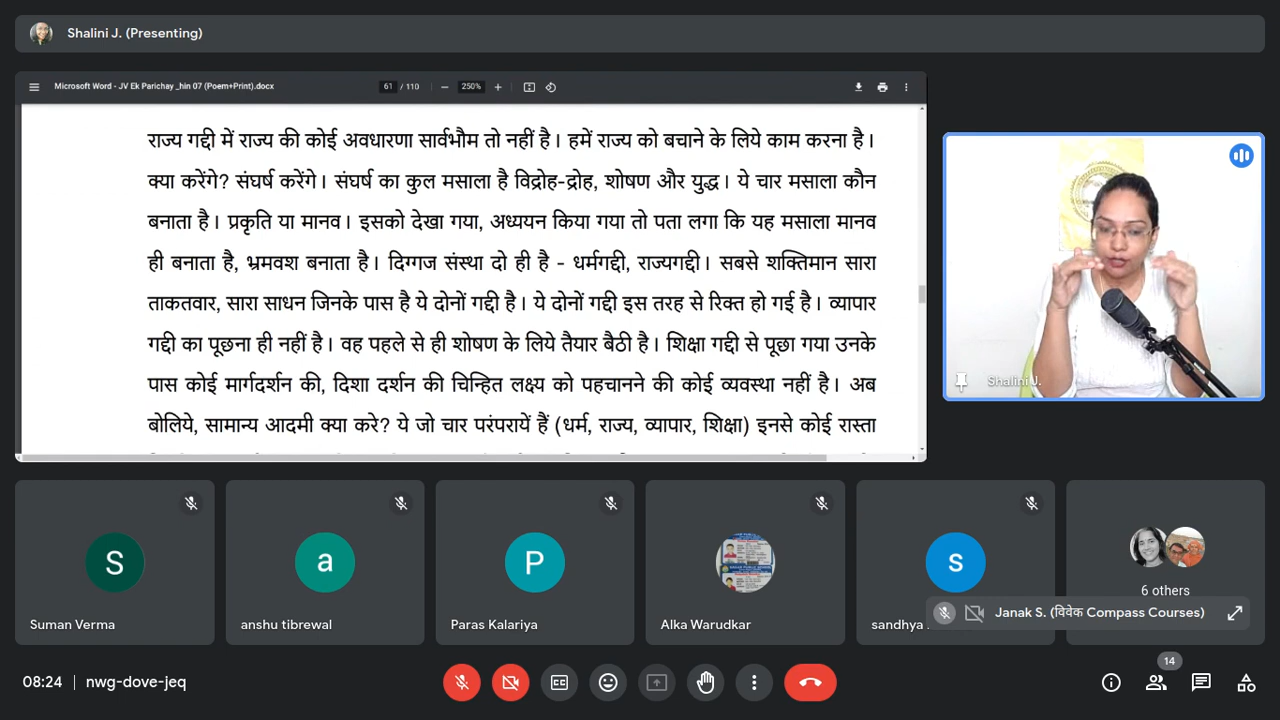 Shalini J. (Presenting)
Microsoft Word - JV Ek Parichay _hin 07 (Poem+Print).docx
61 / 110
250%
राज्य गद्दी में राज्य की कोई अवधारणा सार्वभौम तो नहीं है। हमें राज्य को बचाने के लिये काम करना है।
क्या करेंगे? संघर्ष करेंगे। संघर्ष का कुल मसाला है विद्रोह-द्रोह, शोषण और युद्ध। ये चार मसाला कौन
बनाता है। प्रकृति या मानव। इसको देखा गया, अध्ययन किया गया तो पता लगा कि यह मसाला मानव
ही बनाता है, भ्रमवश बनाता है। दिग्गज संस्था दो ही है - धर्मगद्दी, राज्यगद्दी। सबसे शक्तिमान सारा
ताकतवार, सारा साधन जिनके पास है ये दोनों गद्दी है। ये दोनों गद्दी इस तरह से रिक्त हो गई है। व्यापार
गद्दी का पूछना ही नहीं है। वह पहले से ही शोषण के लिये तैयार बैठी है। शिक्षा गद्दी से पूछा गया उनके
पास कोई मार्गदर्शन की, दिशा दर्शन की चिन्हित लक्ष्य को पहचानने की कोई व्यवस्था नहीं है। अब
बोलिये, सामान्य आदमी क्या करे? ये जो चार परंपरायें हैं (धर्म, राज्य, व्यापार, शिक्षा) इनसे कोई रास्ता
Shalini J.
S
a
P
s
Suman Verma
anshu tibrewal
Paras Kalariya
Alka Warudkar
sandhya
6 others
Janak S. (विवेक Compass Courses)
08:24 | nwg-dove-jeq
14